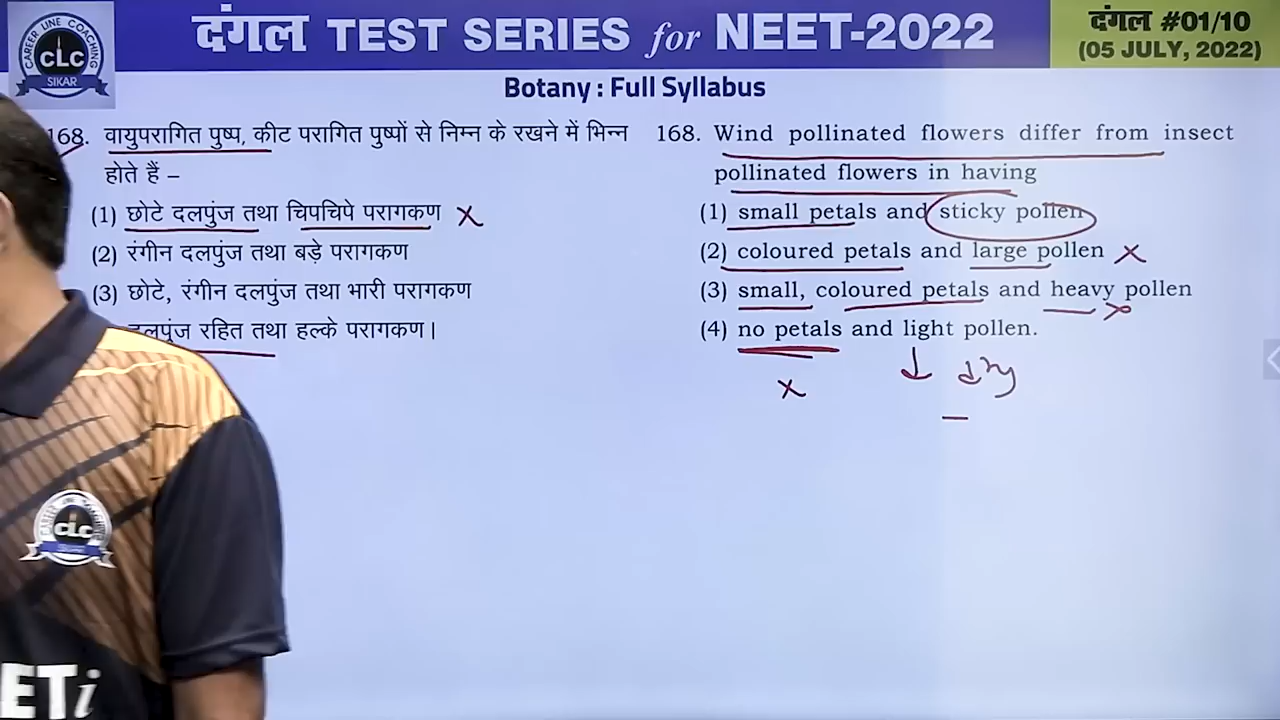 CAREER LINE COACHING
CLC
SIKAR
दंगल TEST SERIES for NEET-2022
दंगल #01/10
(05 JULY, 2022)
Botany : Full Syllabus
168. वायुपरागित पुष्प, कीट परागित पुष्पों से निम्न के रखने में भिन्न
होते हैं –
(1) छोटे दलपुंज तथा चिपचिपे परागकण x
(2) रंगीन दलपुंज तथा बड़े परागकण
(3) छोटे, रंगीन दलपुंज तथा भारी परागकण
दलपुंज रहित तथा हल्के परागकण।
168. Wind pollinated flowers differ from insect
pollinated flowers in having
(1) small petals and sticky pollen
(2) coloured petals and large pollen x
(3) small, coloured petals and heavy pollen
x
(4) no petals and light pollen.
x ↓ dry
CLC
ETi